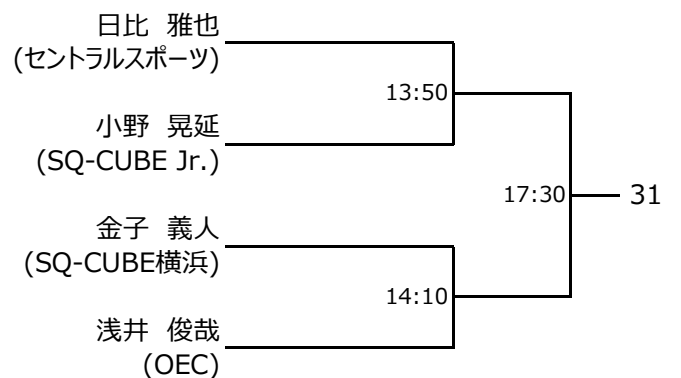 日比 雅也
(セントラルスポーツ)
13:50
小野 晃延
(SQ-CUBE Jr.)
17:30
31
金子 義人
(SQ-CUBE横浜)
14:10
浅井 俊哉
(OEC)